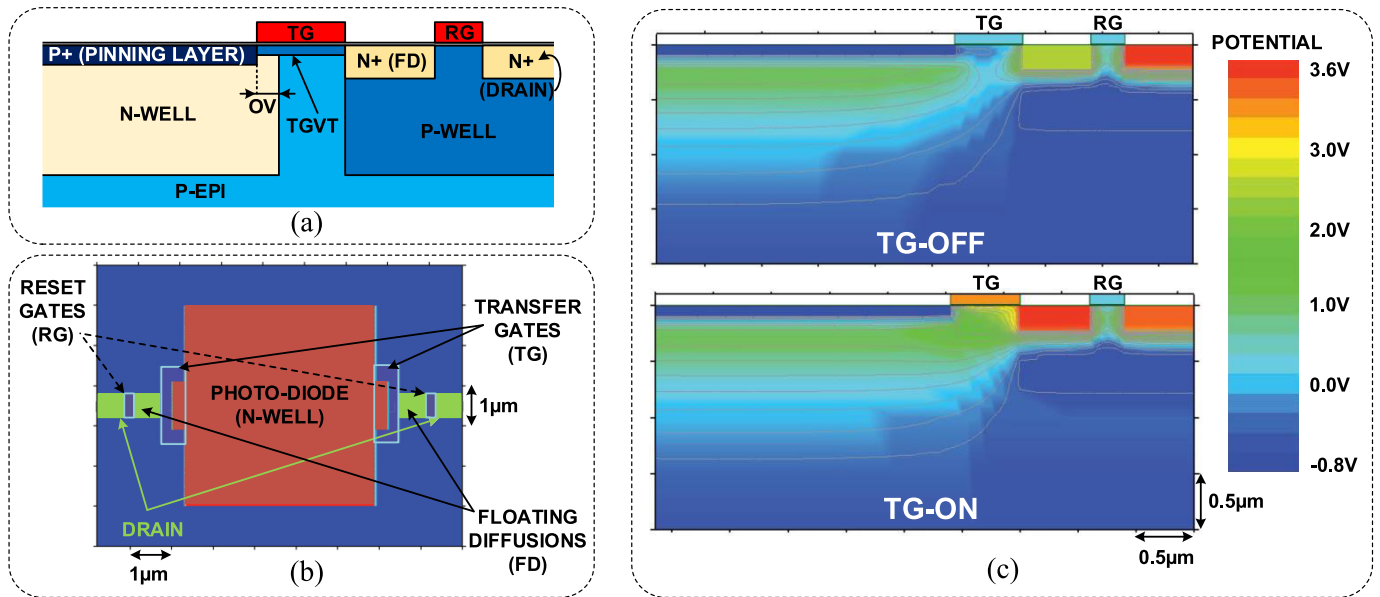 TG
RG
P+ (PINNING LAYER)
N+ (FD)
N+
(DRAIN)
OV
N-WELL
TGVT
P-WELL
P-EPI
(a)
RESET
GATES
(RG)
TRANSFER
GATES
(TG)
PHOTO-DIODE
(N-WELL)
1µm
DRAIN
FLOATING
DIFFUSIONS
(FD)
1µm
(b)
TG
RG
TG-OFF
TG
RG
TG-ON
0.5µm
0.5µm
POTENTIAL
3.6V
3.0V
2.0V
1.0V
0.0V
-0.8V
(c)